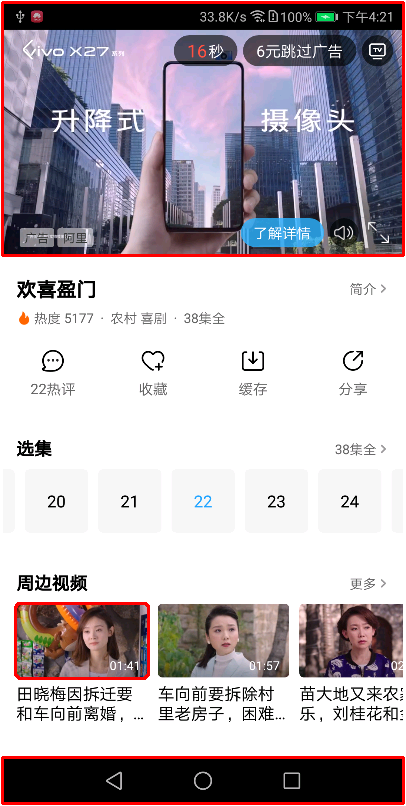 33.8K/s 100% 下午4:21
vivo X27 系列
16秒
6元跳过广告
TV
升降式 摄像头
广告 阿里
了解详情
欢喜盈门
简介
热度 5177 · 农村 喜剧 · 38集全
22热评
收藏
缓存
分享
选集
38集全
20
21
22
23
24
周边视频
更多
01:41
01:57
02
田晓梅因拆迁要
和车向前离婚，...
车向前要拆除村
里老房子，困难...
苗大地又来农家
乐，刘桂花和金